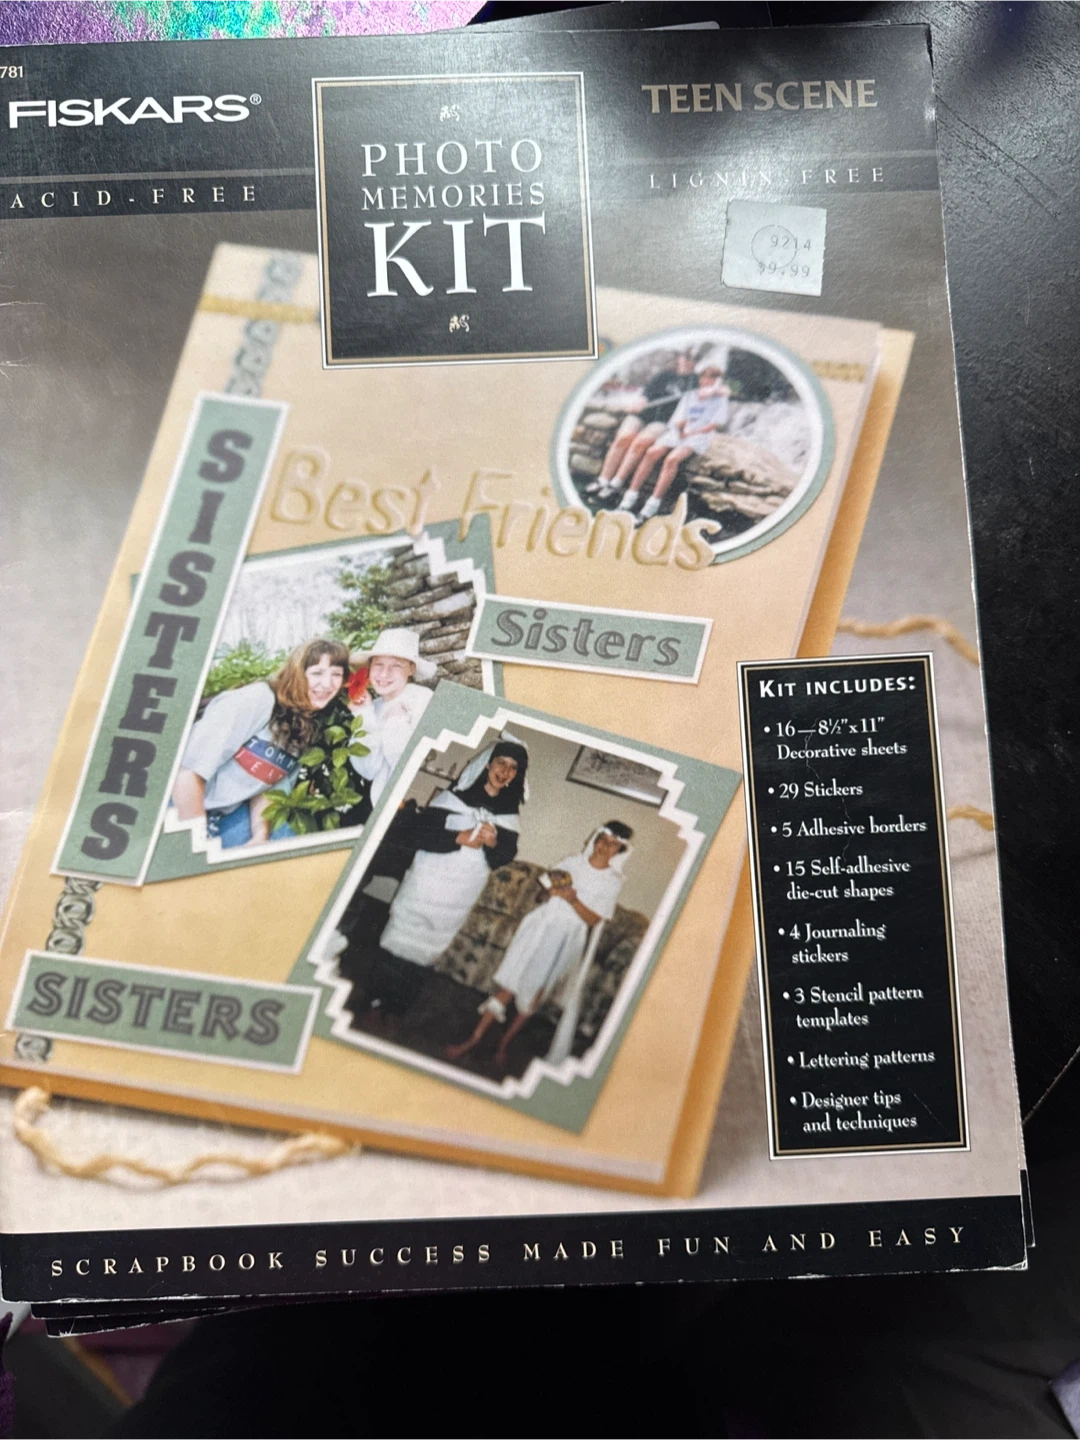 781
FISKARS®
TEEN SCENE
PHOTO
MEMORIES
KIT
ACID-FREE
LIGNIN-FREE
9214
$9.99
SISTERS
Best Friends
Sisters
TOMM
SISTERS
KIT INCLUDES:
• 16—8½"x11"
Decorative sheets
• 29 Stickers
• 5 Adhesive borders
• 15 Self-adhesive
die-cut shapes
• 4 Journaling
stickers
• 3 Stencil pattern
templates
• Lettering patterns
• Designer tips
and techniques
SCRAPBOOK SUCCESS MADE FUN AND EASY